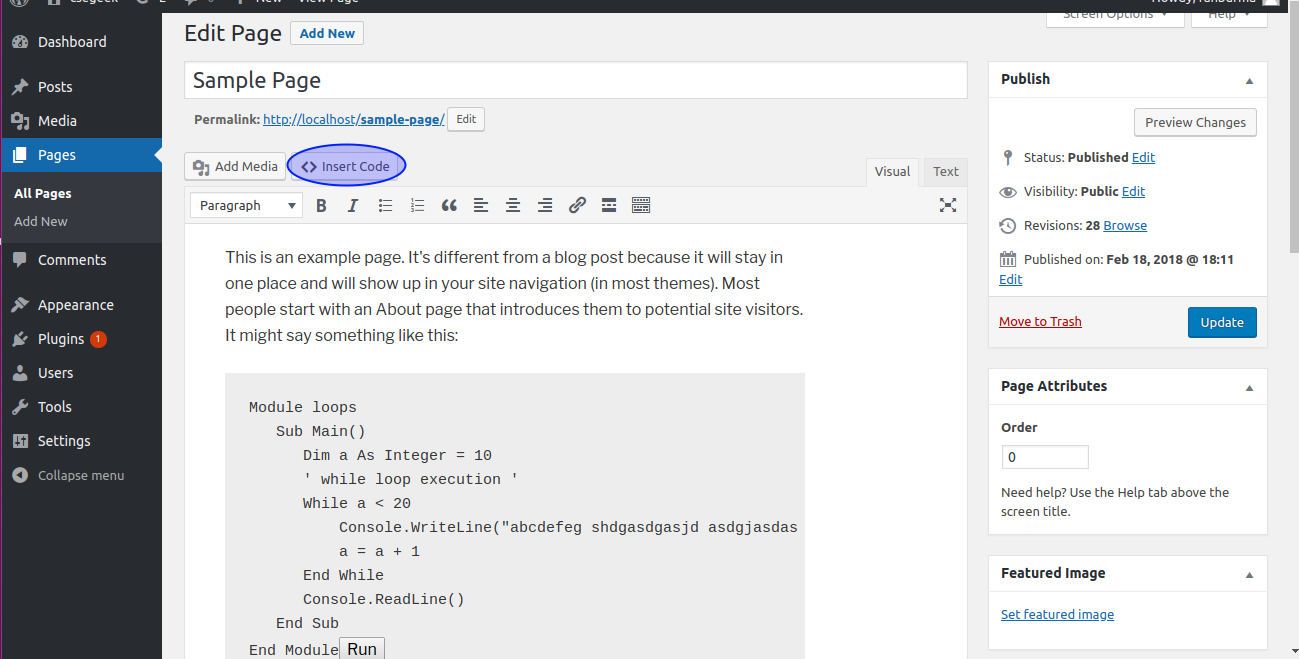 New
View Page
Edit Page
Add New
Screen Options
Help
Dashboard
Posts
Media
Pages
All Pages
Add New
Comments
Appearance
Plugins 1
Users
Tools
Settings
Collapse menu
Sample Page
Permalink: http://localhost/sample-page/ Edit
Add Media
Insert Code
Visual
Text
Paragraph
B I
This is an example page. It's different from a blog post because it will stay in
one place and will show up in your site navigation (in most themes). Most
people start with an About page that introduces them to potential site visitors.
It might say something like this:
Module loops
Sub Main()
Dim a As Integer = 10
' while loop execution '
While a < 20
Console.WriteLine("abcdefeg shdgasdgasjd asdgjasdas
a = a + 1
End While
Console.ReadLine()
End Sub
End Module Run
Publish
Preview Changes
Status: Published Edit
Visibility: Public Edit
Revisions: 28 Browse
Published on: Feb 18, 2018 @ 18:11
Edit
Move to Trash
Update
Page Attributes
Order
0
Need help? Use the Help tab above the
screen title.
Featured Image
Set featured image